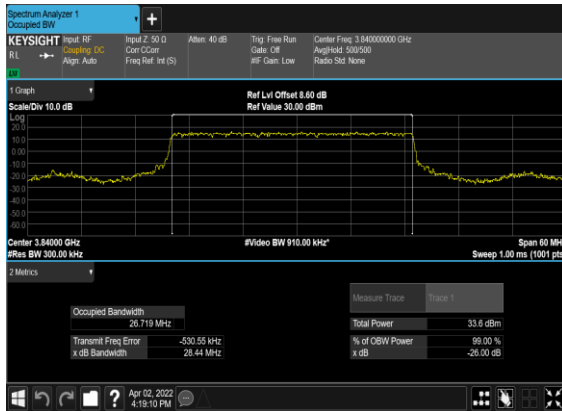 Spectrum Analyzer 1
Occupied BW
KEYSIGHT
RL
Input: RF
Coupling: DC
Align: Auto
Input Z: 50 Ω
Corr CCorr
Freq Ref: Int (S)
Atten: 40 dB
Trig: Free Run
Gate: Off
#IF Gain: Low
Center Freq: 3.840000000 GHz
Avg|Hold: 500/500
Radio Std: None
1 Graph
Scale/Div 10.0 dB
Ref Lvl Offset 8.60 dB
Ref Value 30.00 dBm
Log
20.0
10.0
0.00
-10.0
-20.0
-30.0
-40.0
-50.0
-60.0
Center 3.84000 GHz
#Video BW 910.00 kHz*
Span 60 MH
#Res BW 300.00 kHz
Sweep 1.00 ms (1001 pts
2 Metrics
Measure Trace Trace 1
Occupied Bandwidth
26.719 MHz
Total Power 33.6 dBm
Transmit Freq Error -530.55 kHz
% of OBW Power 99.00 %
x dB Bandwidth 28.44 MHz
x dB -26.00 dB
Apr 02, 2022
4:19:10 PM